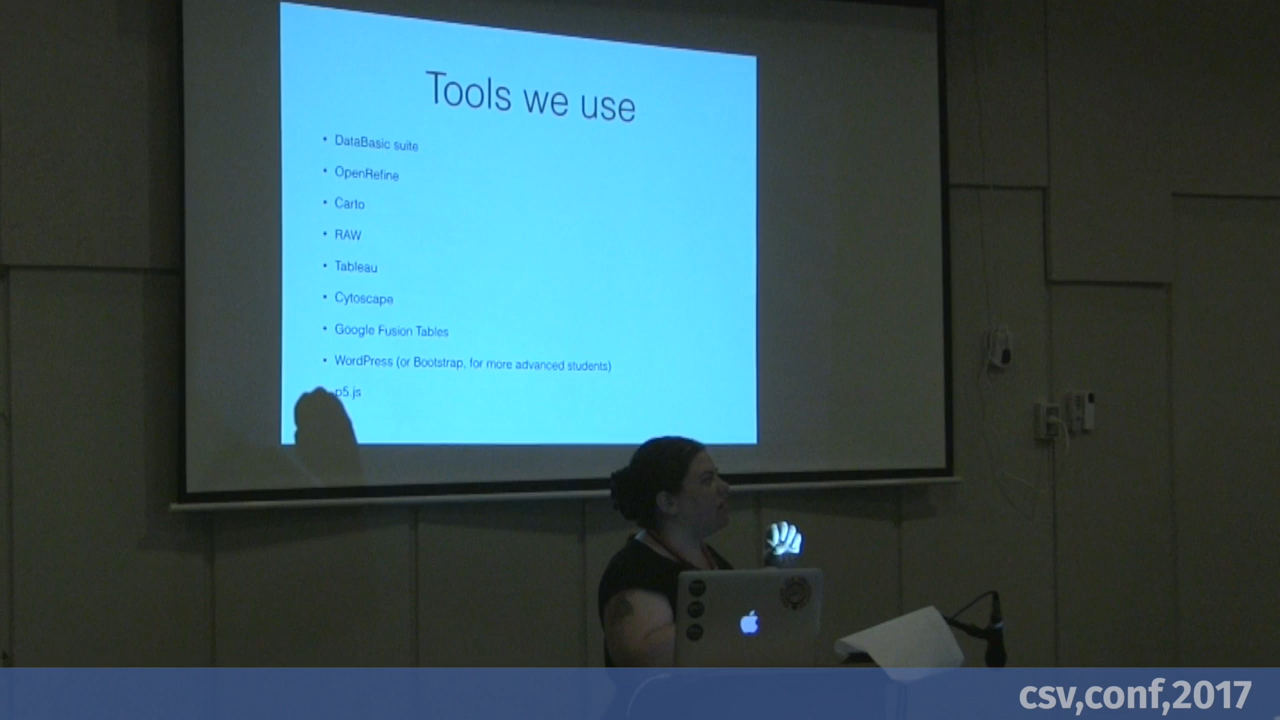 Tools we use
• DataBasic suite
• OpenRefine
• Carto
• RAW
• Tableau
• Cytoscape
• Google Fusion Tables
• WordPress (or Bootstrap, for more advanced students)
p5.js
csv,conf,2017